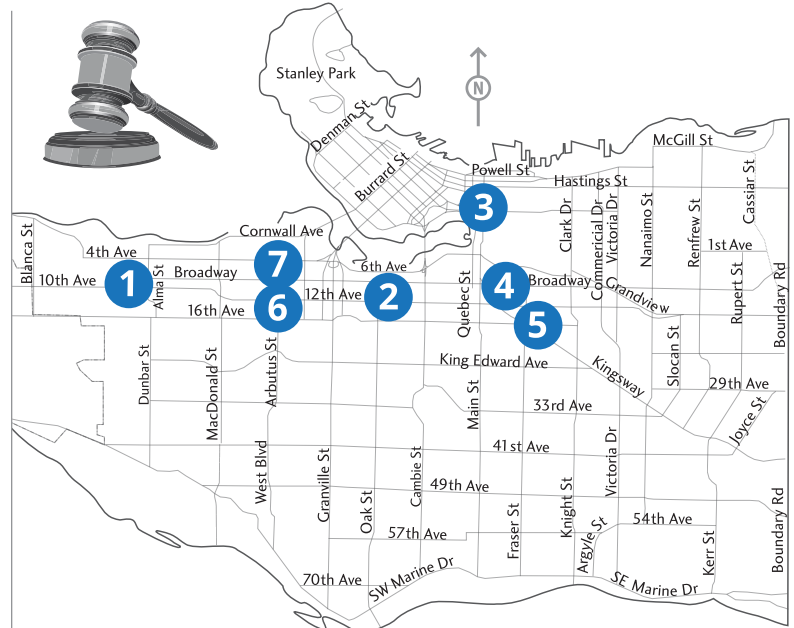 Stanley Park
N
Denman St
McGill St
Burrard St
Powell St
Hastings St
Cassiar St
3
Clark Dr
Commercial Dr
Victoria Dr
Nanaimo St
Renfrew St
Blanca St
Cornwall Ave
4th Ave
1st Ave
7
6th Ave
10th Ave
1
Alma St
Broadway
12th Ave
2
Quebec St
4
Broadway
Grandview
Rupert St
Boundary Rd
16th Ave
6
5
King Edward Ave
Kingsway
Slocan St
Dunbar St
MacDonald St
Arbutus St
Main St
29th Ave
33rd Ave
Joyce St
41st Ave
West Blvd
Granville St
Oak St
Cambie St
49th Ave
Victoria Dr
Fraser St
Knight St
Argyle St
54th Ave
57th Ave
Kerr St
Boundary Rd
70th Ave
SW Marine Dr
SE Marine Dr